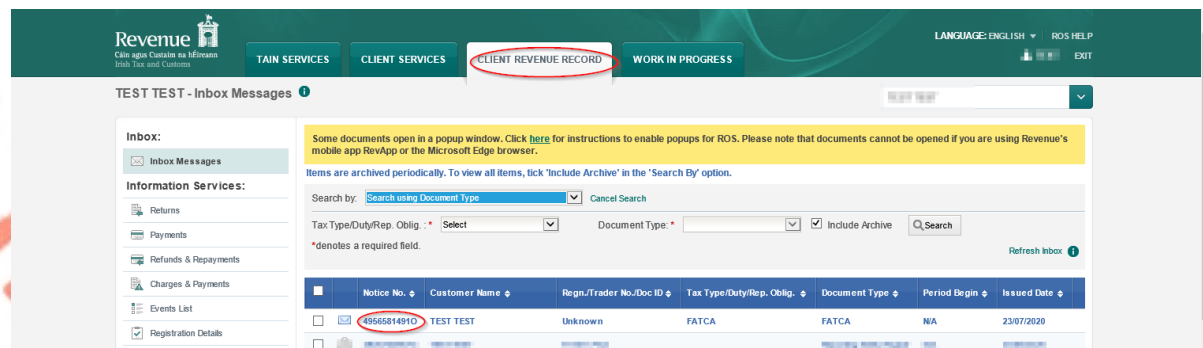 Revenue
Cáin agus Custaim na hÉireann
Irish Tax and Customs
LANGUAGE: ENGLISH ROS HELP
EXIT
TAIN SERVICES CLIENT SERVICES CLIENT REVENUE RECORD WORK IN PROGRESS
TEST TEST - Inbox Messages
Inbox:
Inbox Messages
Information Services:
Returns
Payments
Refunds & Repayments
Charges & Payments
Events List
Registration Details
Some documents open in a popup window. Click here for instructions to enable popups for ROS. Please note that documents cannot be opened if you are using Revenue's
mobile app RevApp or the Microsoft Edge browser.
Items are archived periodically. To view all items, tick 'Include Archive' in the 'Search By' option.
Search by: Search using Document Type Cancel Search
Tax Type/Duty/Rep. Oblig. : * Select Document Type: * Include Archive Search
*denotes a required field.
Refresh Inbox
Notice No. Customer Name Regn./Trader No./Doc ID Tax Type/Duty/Rep. Oblig. Document Type Period Begin Issued Date
4956581491O TEST TEST Unknown FATCA FATCA N/A 23/07/2020